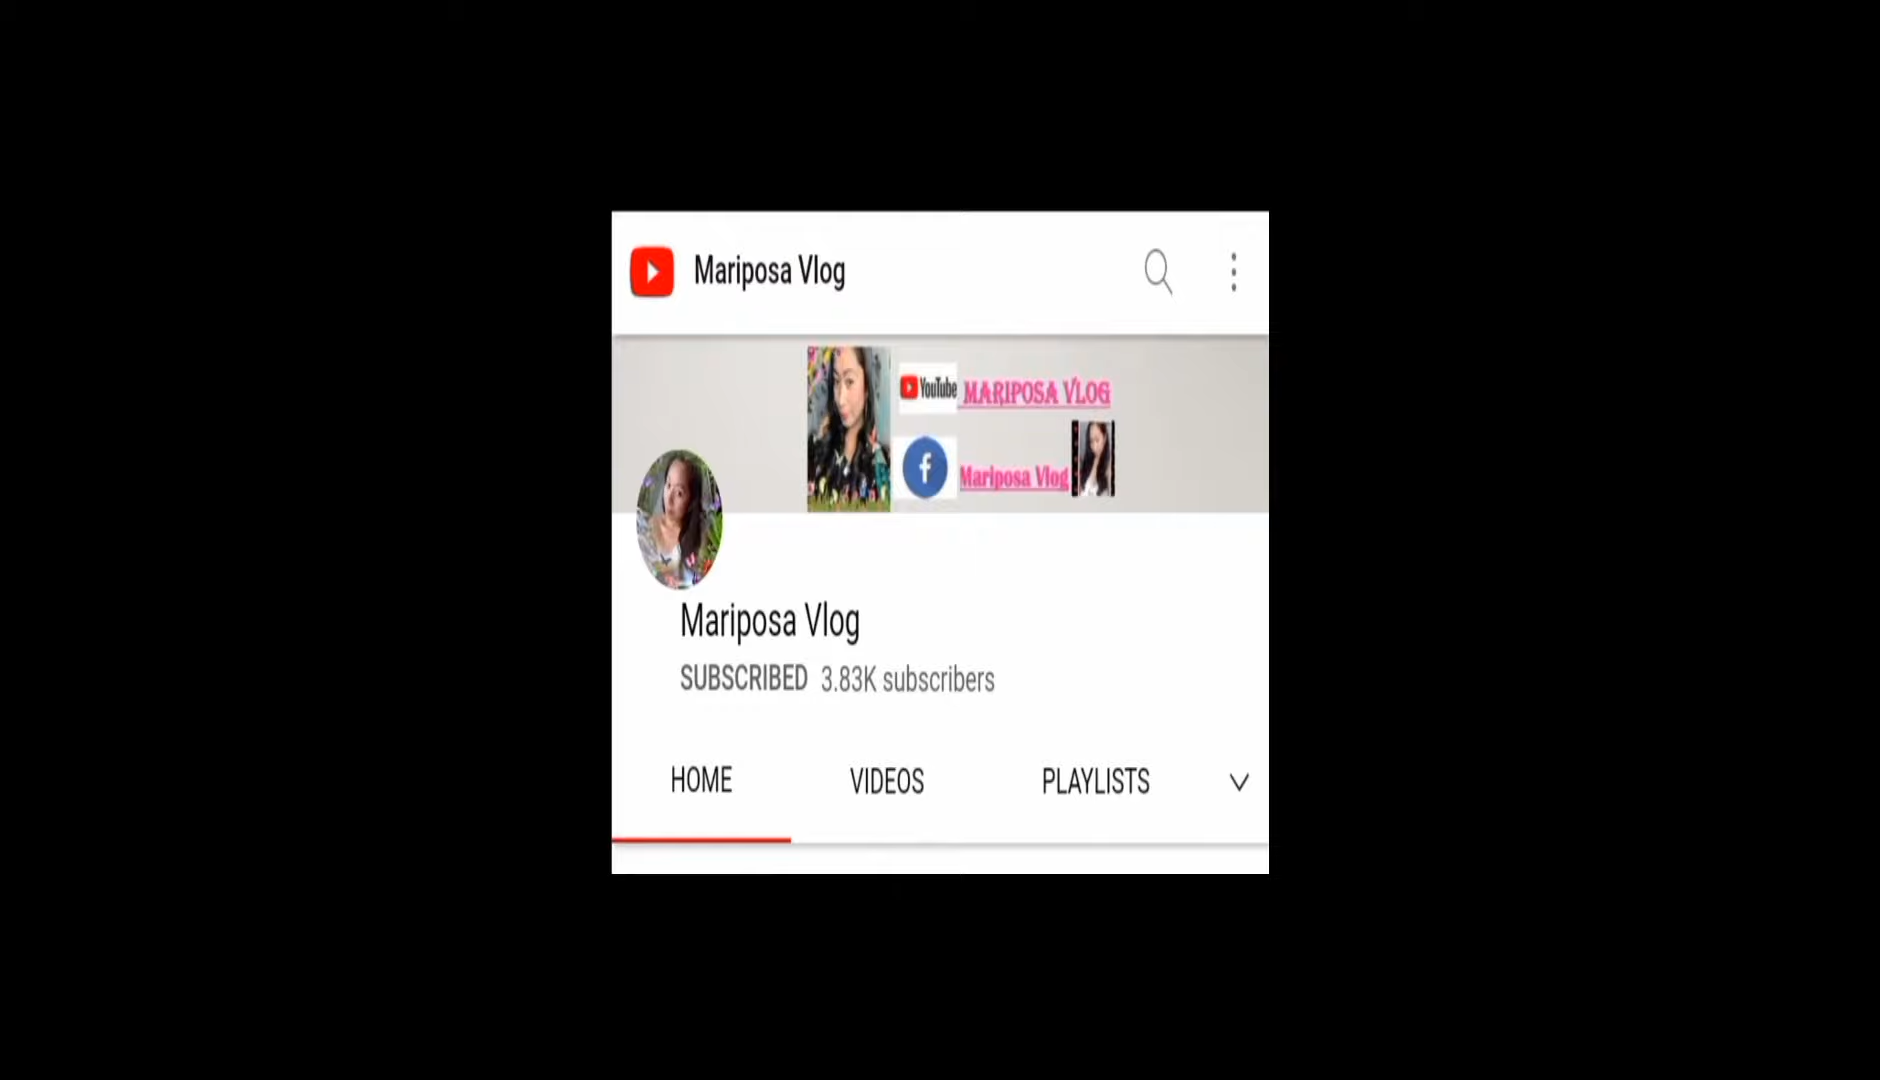 Mariposa Vlog
YouTube MARIPOSA VLOG
f Mariposa Vlog
Mariposa Vlog
SUBSCRIBED 3.83K subscribers
HOME VIDEOS PLAYLISTS